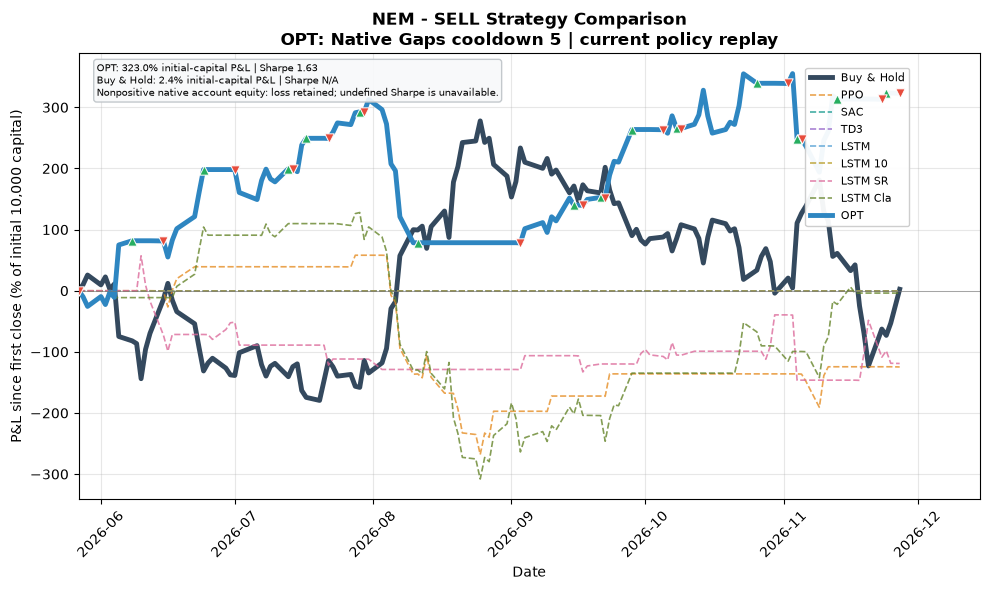 NEM - SELL Strategy Comparison
OPT: Native Gaps cooldown 5 | current policy replay
OPT: 323.0% initial-capital P&L | Sharpe 1.63
Buy & Hold: 2.4% initial-capital P&L | Sharpe N/A
Nonpositive native account equity: loss retained; undefined Sharpe is unavailable.
Buy & Hold
PPO
SAC
TD3
LSTM
LSTM 10
LSTM SR
LSTM Cla
OPT
P&L since first close (% of initial 10,000 capital)
300
200
100
0
−100
−200
−300
2026-06
2026-07
2026-08
2026-09
2026-10
2026-11
2026-12
Date